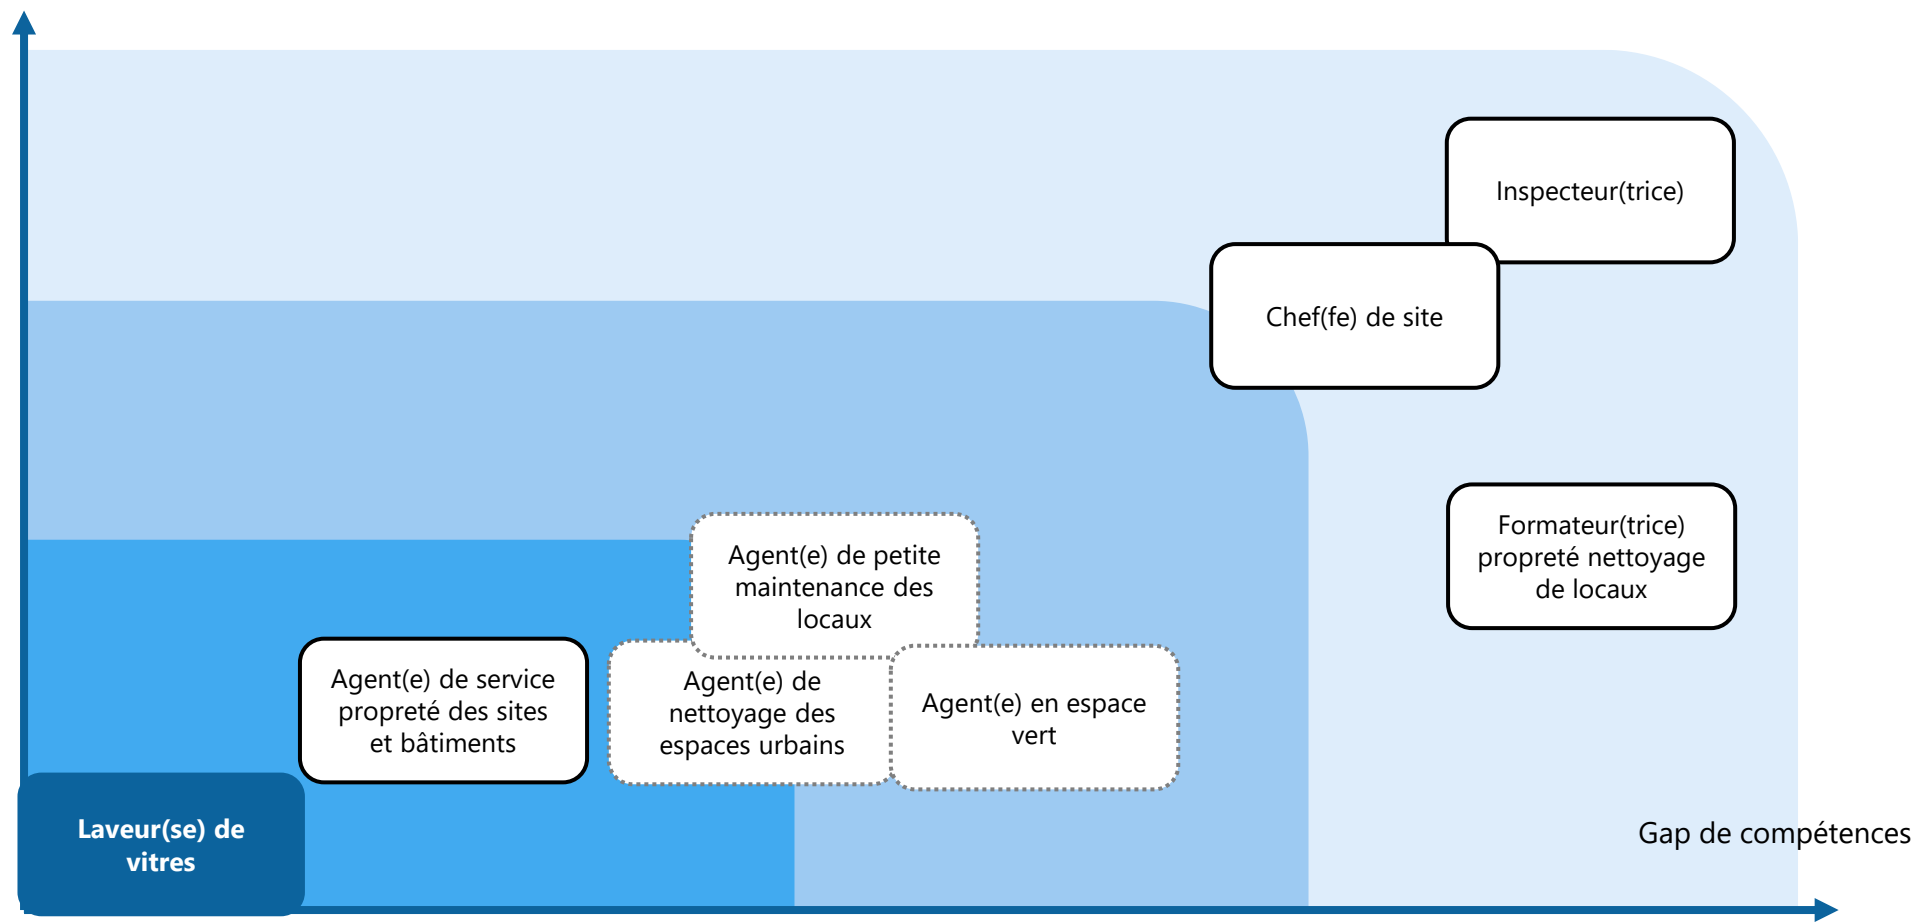 Inspecteur(trice)
Chef(fe) de site
Formateur(trice)
propreté nettoyage
de locaux
Agent(e) de petite
maintenance des
locaux
Agent(e) de service
propreté des sites
et bâtiments
Agent(e) de
nettoyage des
espaces urbains
Agent(e) en espace
vert
Laveur(se) de
vitres
Gap de compétences